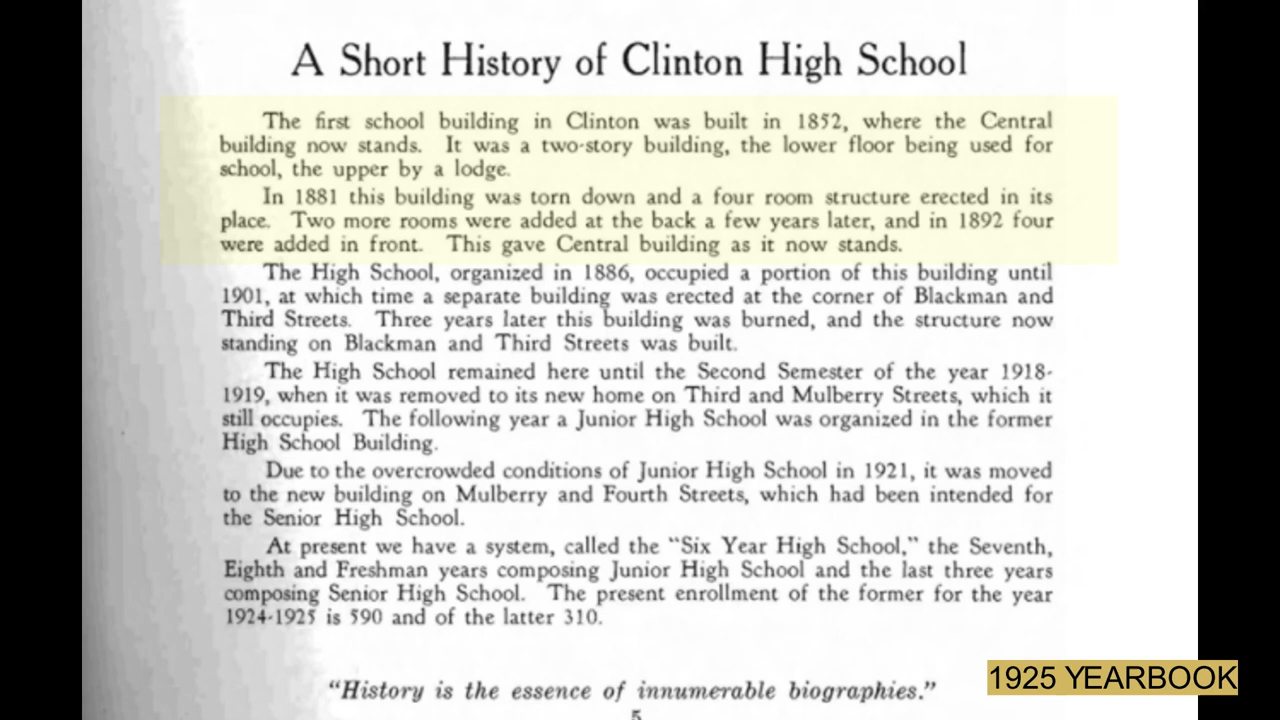 A Short History of Clinton High School
The first school building in Clinton was built in 1852, where the Central
building now stands. It was a two-story building, the lower floor being used for
school, the upper by a lodge.
In 1881 this building was torn down and a four room structure erected in its
place. Two more rooms were added at the back a few years later, and in 1892 four
were added in front. This gave Central building as it now stands.
The High School, organized in 1886, occupied a portion of this building until
1901, at which time a separate building was erected at the corner of Blackman and
Third Streets. Three years later this building was burned, and the structure now
standing on Blackman and Third Streets was built.
The High School remained here until the Second Semester of the year 1918-
1919, when it was removed to its new home on Third and Mulberry Streets, which it
still occupies. The following year a Junior High School was organized in the former
High School Building.
Due to the overcrowded conditions of Junior High School in 1921, it was moved
to the new building on Mulberry and Fourth Streets, which had been intended for
the Senior High School.
At present we have a system, called the "Six Year High School," the Seventh,
Eighth and Freshman years composing Junior High School and the last three years
composing Senior High School. The present enrollment of the former for the year
1924-1925 is 590 and of the latter 310.
"History is the essence of innumerable biographies."
5
1925 YEARBOOK